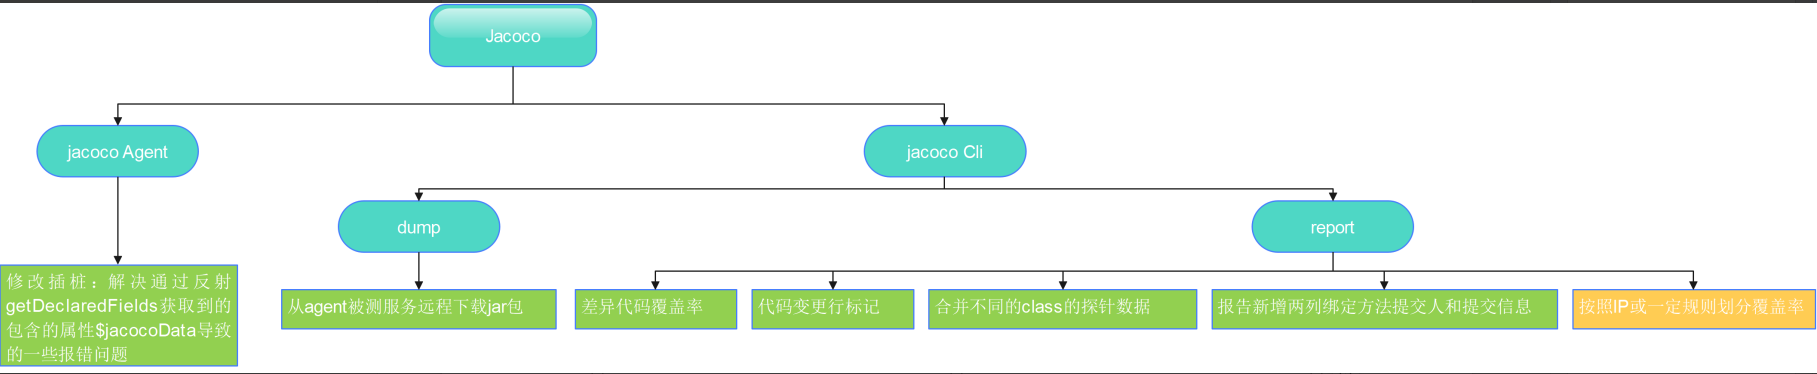 Jacoco
jacoco Agent
jacoco Cli
dump
report
修改插桩：解决通过反射
getDeclaredFields获取到的
包含的属性$jacocoData导致
的一些报错问题
从agent被测服务远程下载jar包
差异代码覆盖率
代码变更行标记
合并不同的class的探针数据
报告新增两列绑定方法提交人和提交信息
按照IP或一定规则划分覆盖率